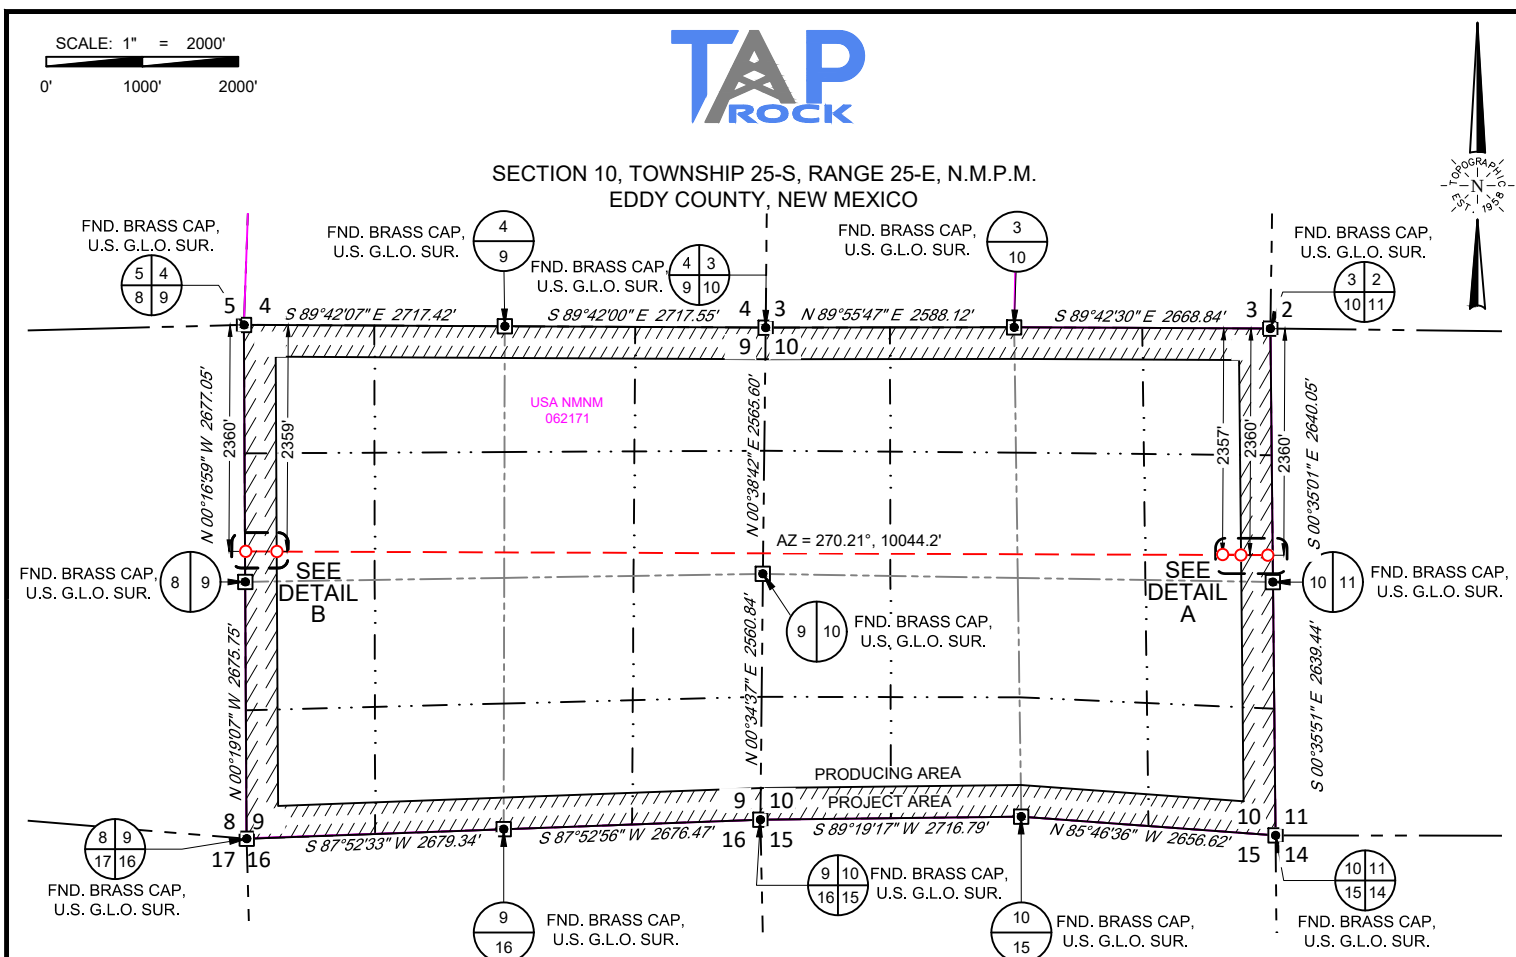 SCALE: 1" = 2000'
0' 1000' 2000'
TAP
ROCK
TOPOGRAPHIC
N
EST. 1958
SECTION 10, TOWNSHIP 25-S, RANGE 25-E, N.M.P.M.
EDDY COUNTY, NEW MEXICO
FND. BRASS CAP,
U.S. G.L.O. SUR.
5 4
8 9
FND. BRASS CAP,
U.S. G.L.O. SUR.
4
9
FND. BRASS CAP,
U.S. G.L.O. SUR.
4 3
9 10
FND. BRASS CAP,
U.S. G.L.O. SUR.
3
10
FND. BRASS CAP,
U.S. G.L.O. SUR.
3 2
10 11
5 4
S 89°42'07" E 2717.42'
S 89°42'00" E 2717.55'
4 3
9 10
N 89°55'47" E 2588.12'
S 89°42'30" E 2668.84'
3 2
N 00°16'59" W 2677.05'
2360'
2359'
USA NMNM
062171
N 00°38'42" E 2565.60'
2357'
2360'
2360'
S 00°35'01" E 2640.05'
AZ = 270.21°, 10044.2'
SEE
DETAIL
B
SEE
DETAIL
A
FND. BRASS CAP,
U.S. G.L.O. SUR.
8 9
9 10
FND. BRASS CAP,
U.S. G.L.O. SUR.
10 11
FND. BRASS CAP,
U.S. G.L.O. SUR.
N 00°19'07" W 2675.75'
N 00°34'37" E 2560.84'
S 00°35'51" E 2639.44'
PRODUCING AREA
PROJECT AREA
8 9
17 16
S 87°52'33" W 2679.34'
S 87°52'56" W 2676.47'
9 10
16 15
S 89°19'17" W 2716.79'
N 85°46'36" W 2656.62'
10 11
15 14
8 9
17 16
FND. BRASS CAP,
U.S. G.L.O. SUR.
9
16
FND. BRASS CAP,
U.S. G.L.O. SUR.
9 10
16 15
FND. BRASS CAP,
U.S. G.L.O. SUR.
10
15
FND. BRASS CAP,
U.S. G.L.O. SUR.
10 11
15 14
FND. BRASS CAP,
U.S. G.L.O. SUR.